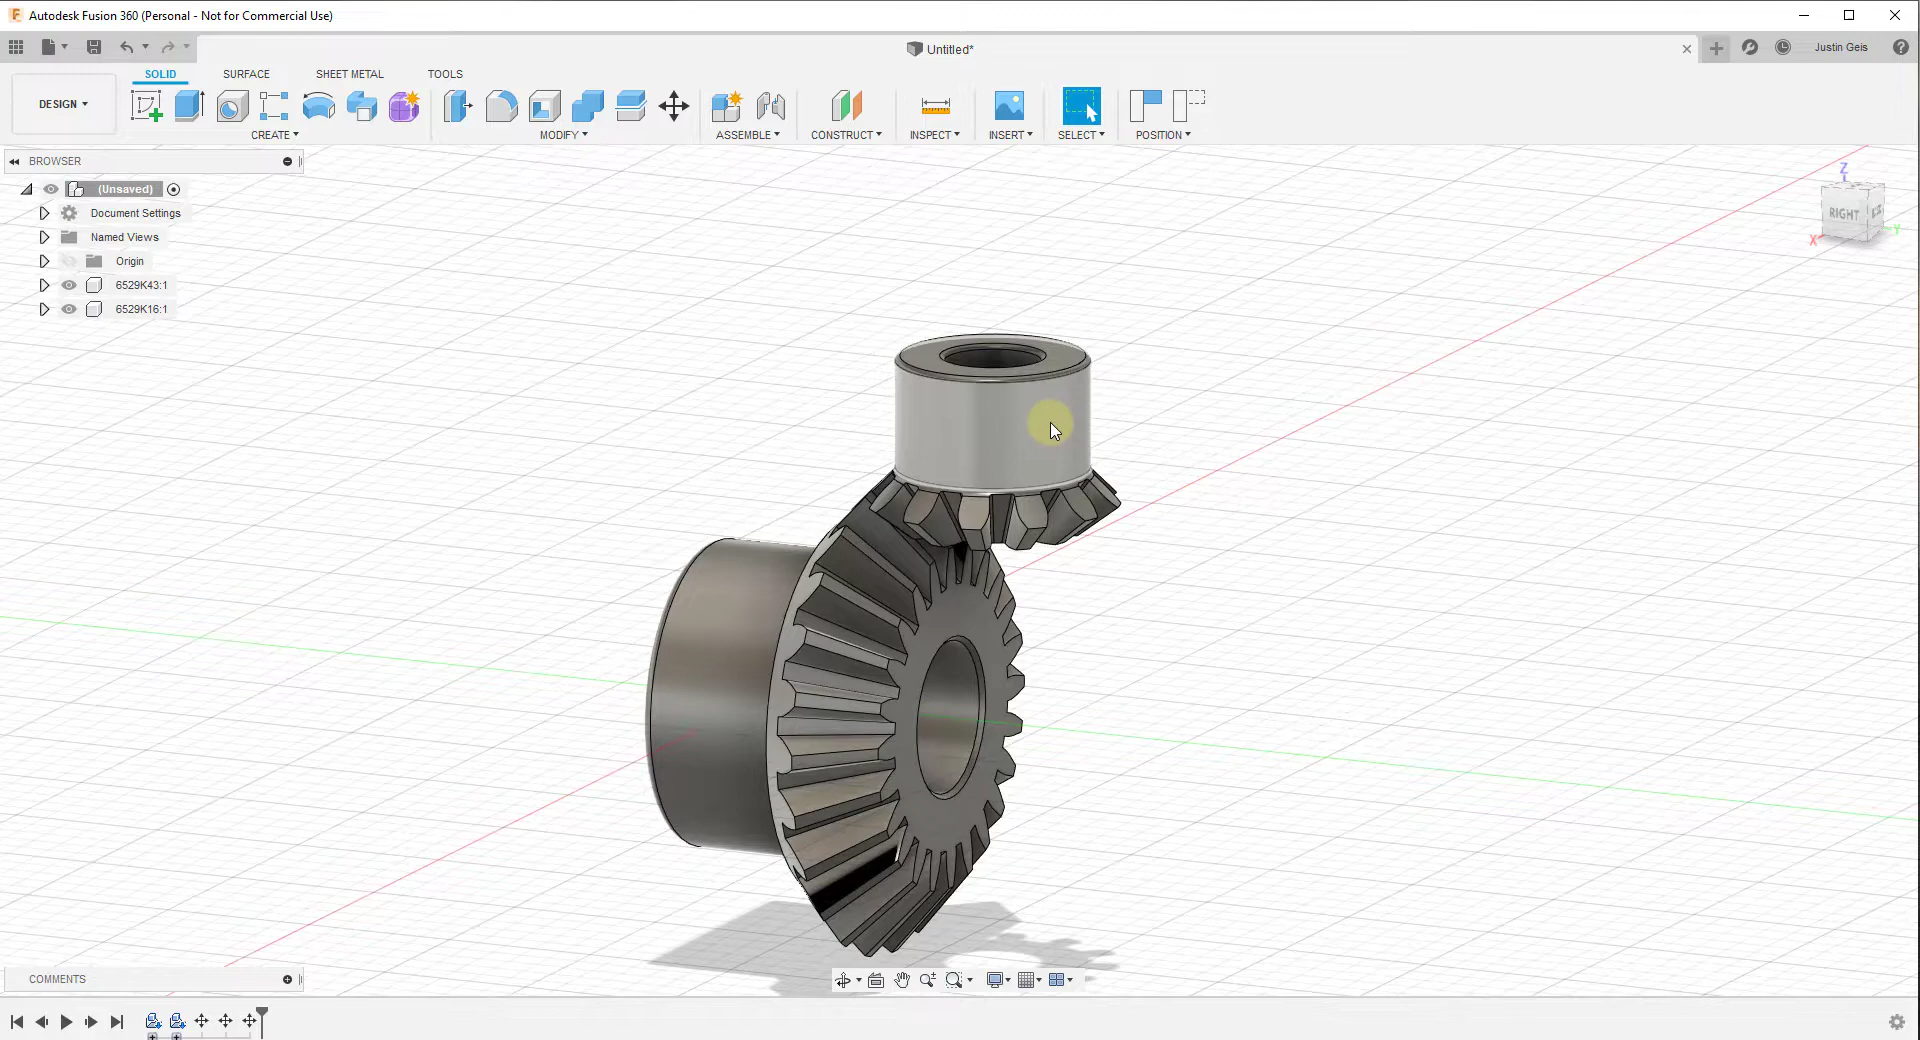 Autodesk Fusion 360 (Personal - Not for Commercial Use)
Untitled*
Justin Geis
SOLID SURFACE SHEET METAL TOOLS
DESIGN
CREATE MODIFY ASSEMBLE CONSTRUCT INSPECT INSERT SELECT POSITION
BROWSER
(Unsaved)
Document Settings
Named Views
Origin
6529K43:1
6529K16:1
Z
RIGHT
X
Y
COMMENTS